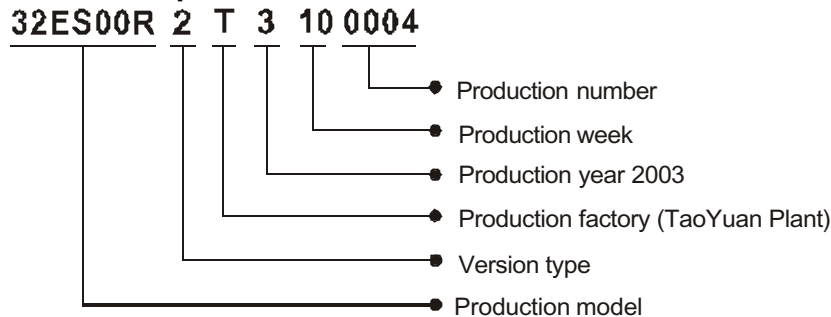 32ES00R 2 T 3 10 0004
Production number
Production week
Production year 2003
Production factory (TaoYuan Plant)
Version type
Production model